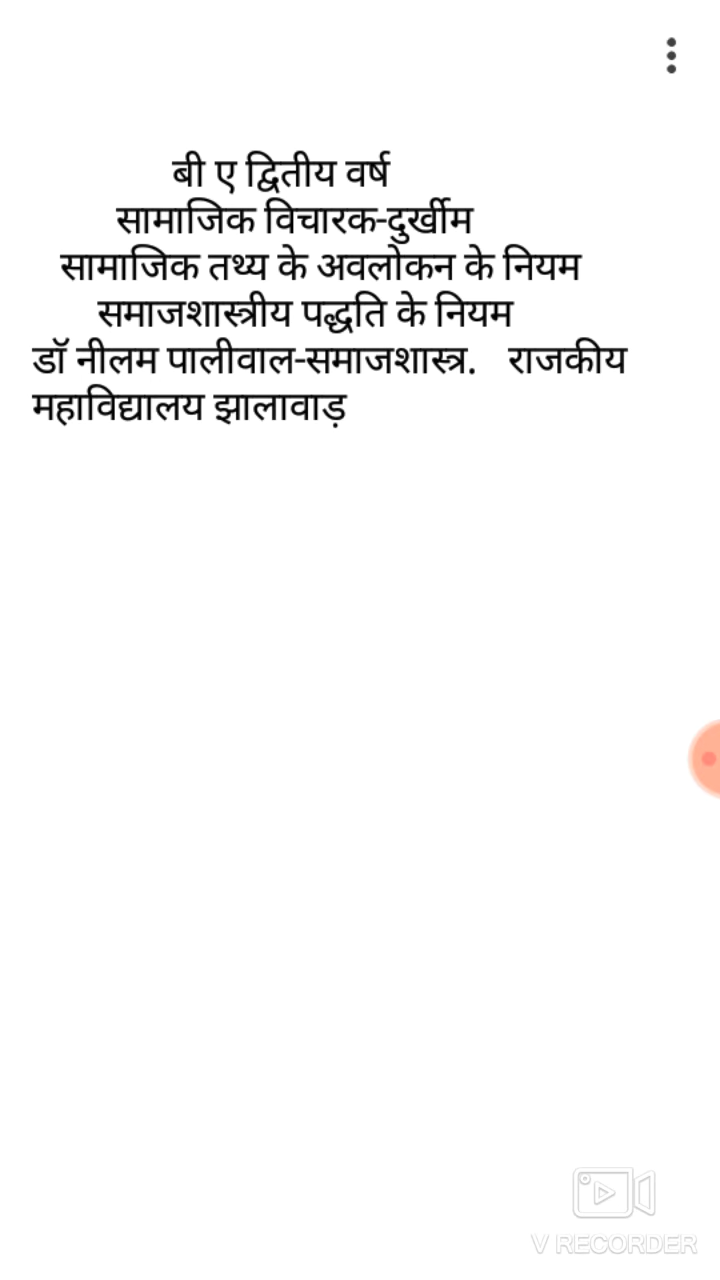 बी ए द्वितीय वर्ष
सामाजिक विचारक-दुर्खीम
सामाजिक तथ्य के अवलोकन के नियम
समाजशास्त्रीय पद्धति के नियम
डॉ नीलम पालीवाल-समाजशास्त्र. राजकीय
महाविद्यालय झालावाड़
V RECORDER